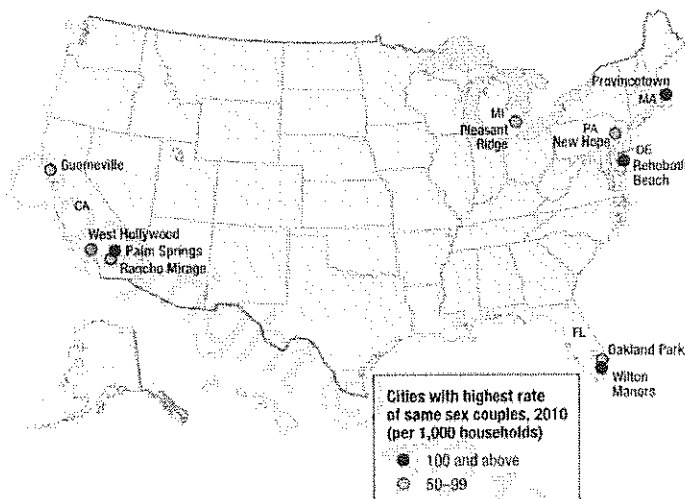 Provincetown
MA
MI
Pleasant
Ridge
PA
New Hope
DE
Rehobath
Beach
Guerneville
CA
West Hollywood
Palm Springs
Rancho Mirage
FL
Oakland Park
Wilton
Manors
Cities with highest rate
of same sex couples, 2010
(per 1,000 households)
100 and above
50–99